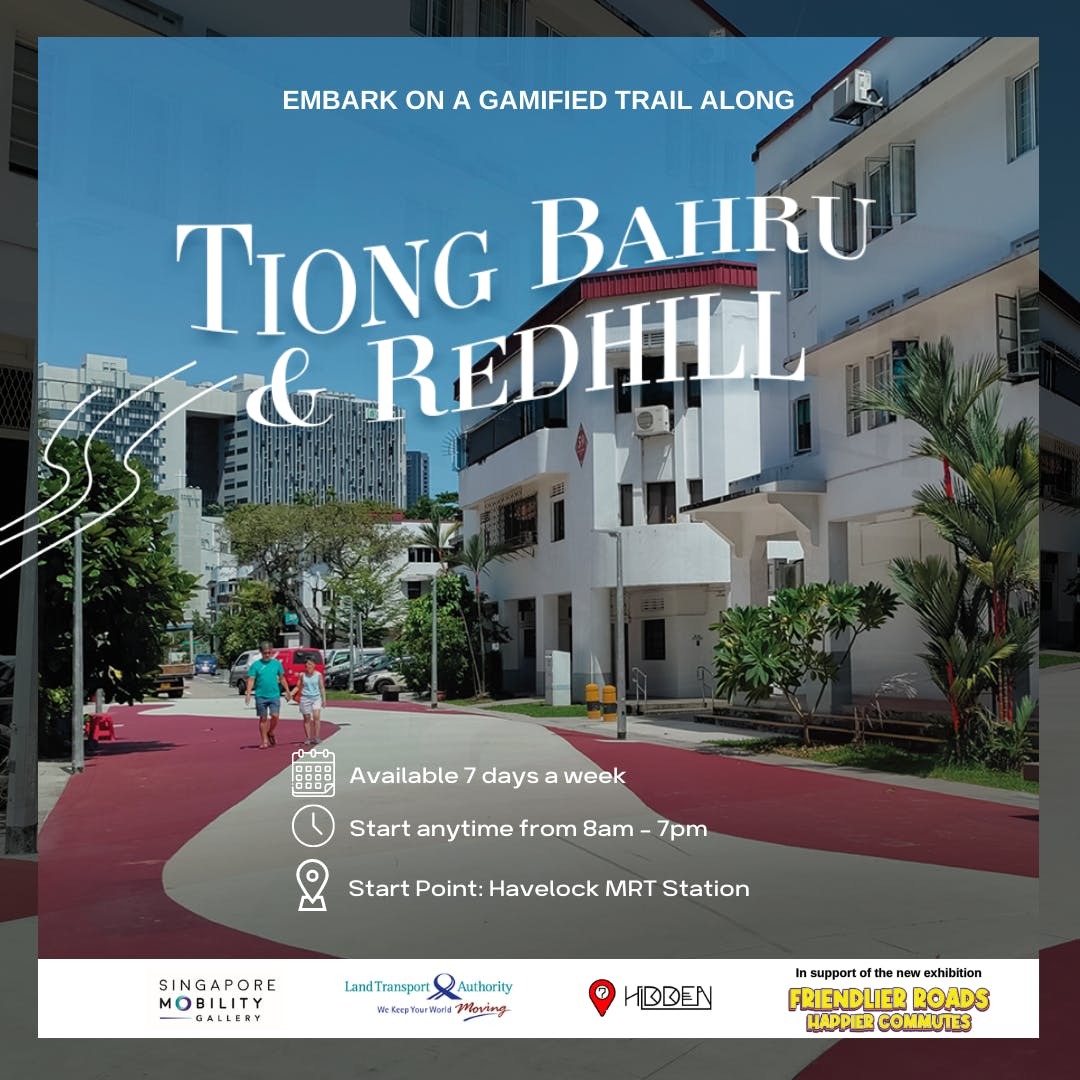 EMBARK ON A GAMIFIED TRAIL ALONG
TIONG BAHRU
& REDHILL
Available 7 days a week
Start anytime from 8am – 7pm
Start Point: Havelock MRT Station
SINGAPORE
MOBILITY
GALLERY
Land Transport Authority
We Keep Your World Moving
HIDDEN
In support of the new exhibition
FRIENDLIER ROADS
HAPPIER COMMUTES